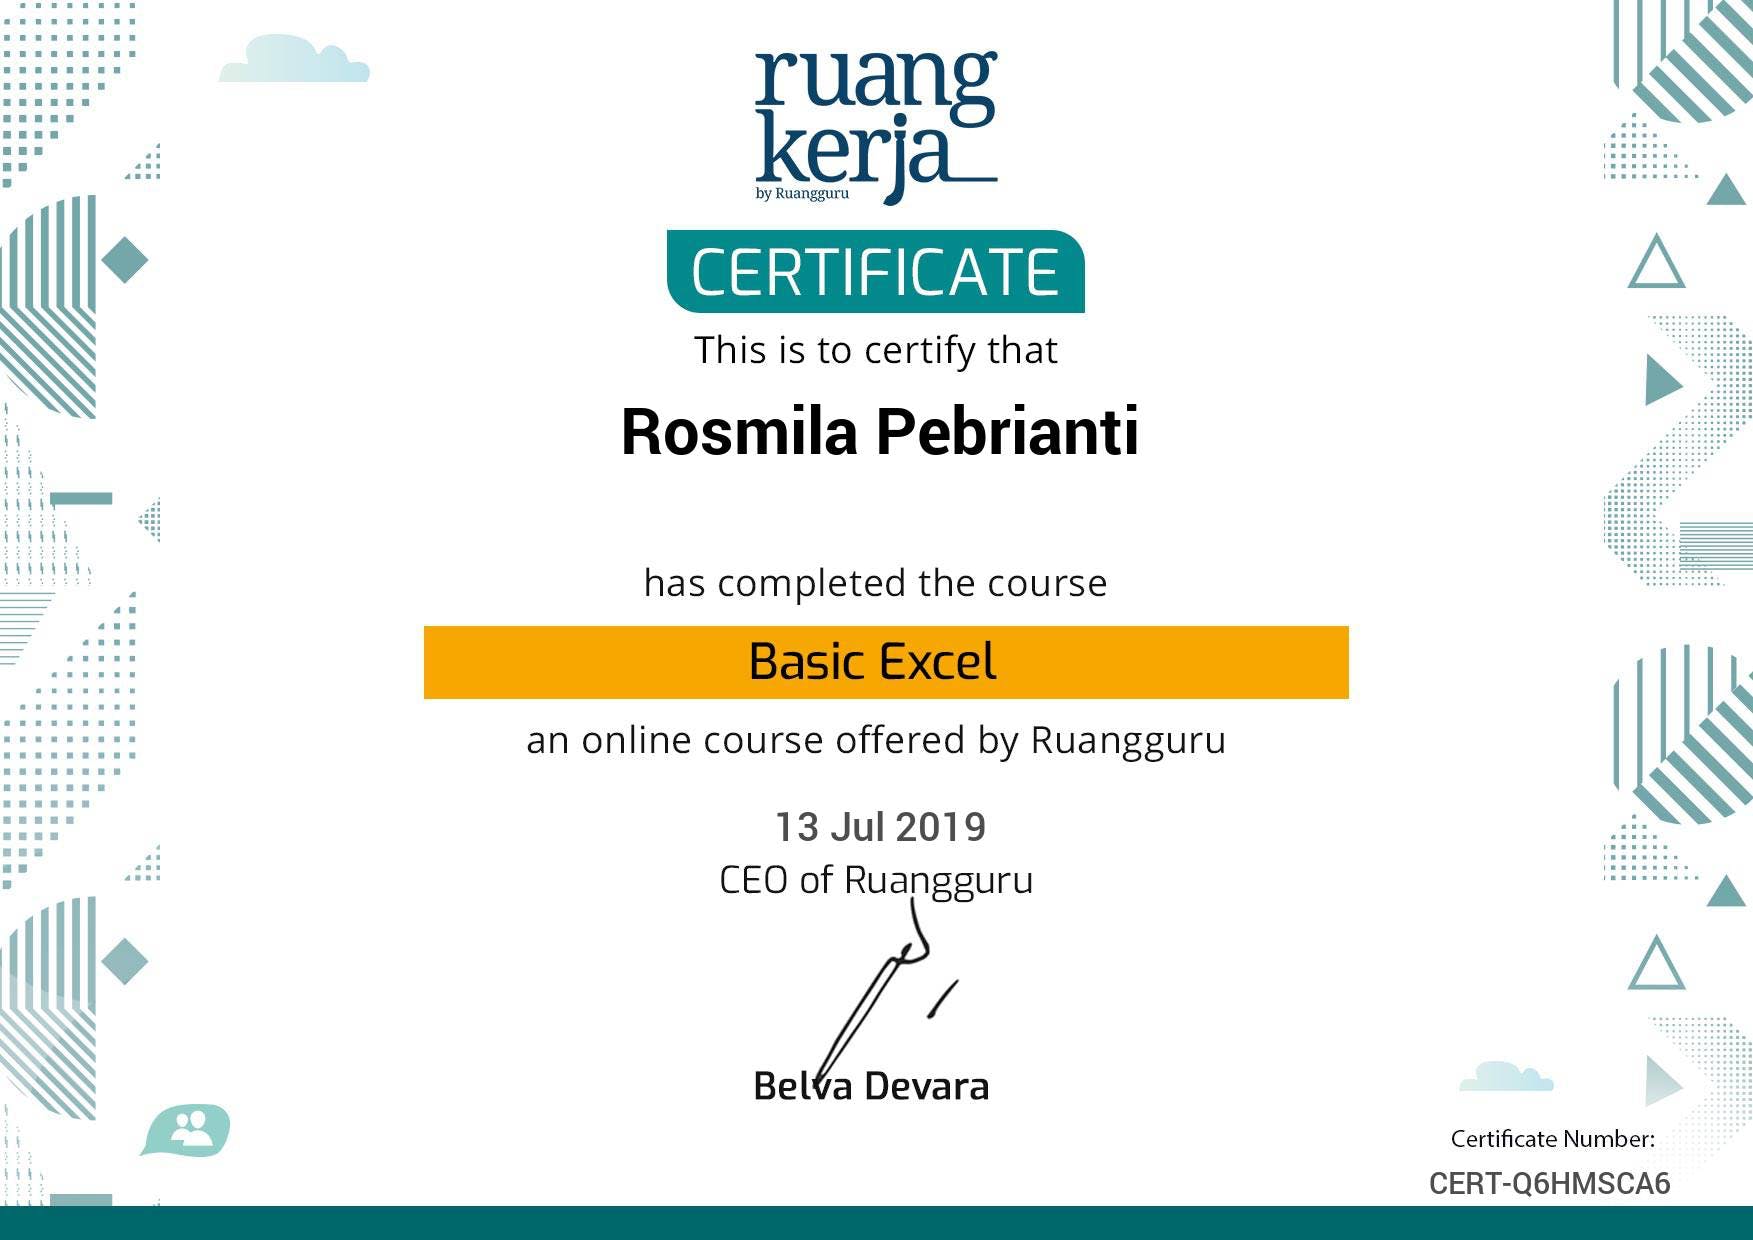 ruang
kerja
by Ruangguru
CERTIFICATE
This is to certify that
Rosmila Pebrianti
has completed the course
Basic Excel
an online course offered by Ruangguru
13 Jul 2019
CEO of Ruangguru
Belva Devara
Certificate Number:
CERT-Q6HMSCA6